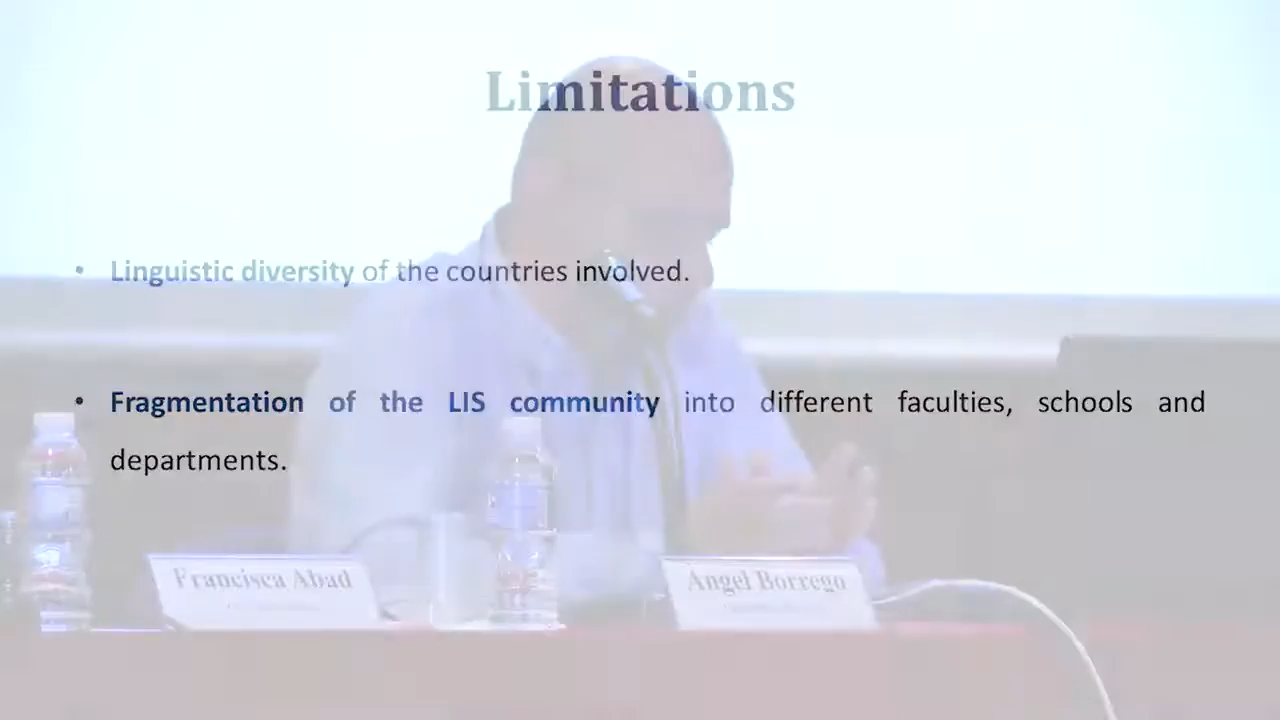 Limitations
• Linguistic diversity of the countries involved.
• Fragmentation of the LIS community into different faculties, schools and
departments.
Francisca Abad
Ángel Borrego